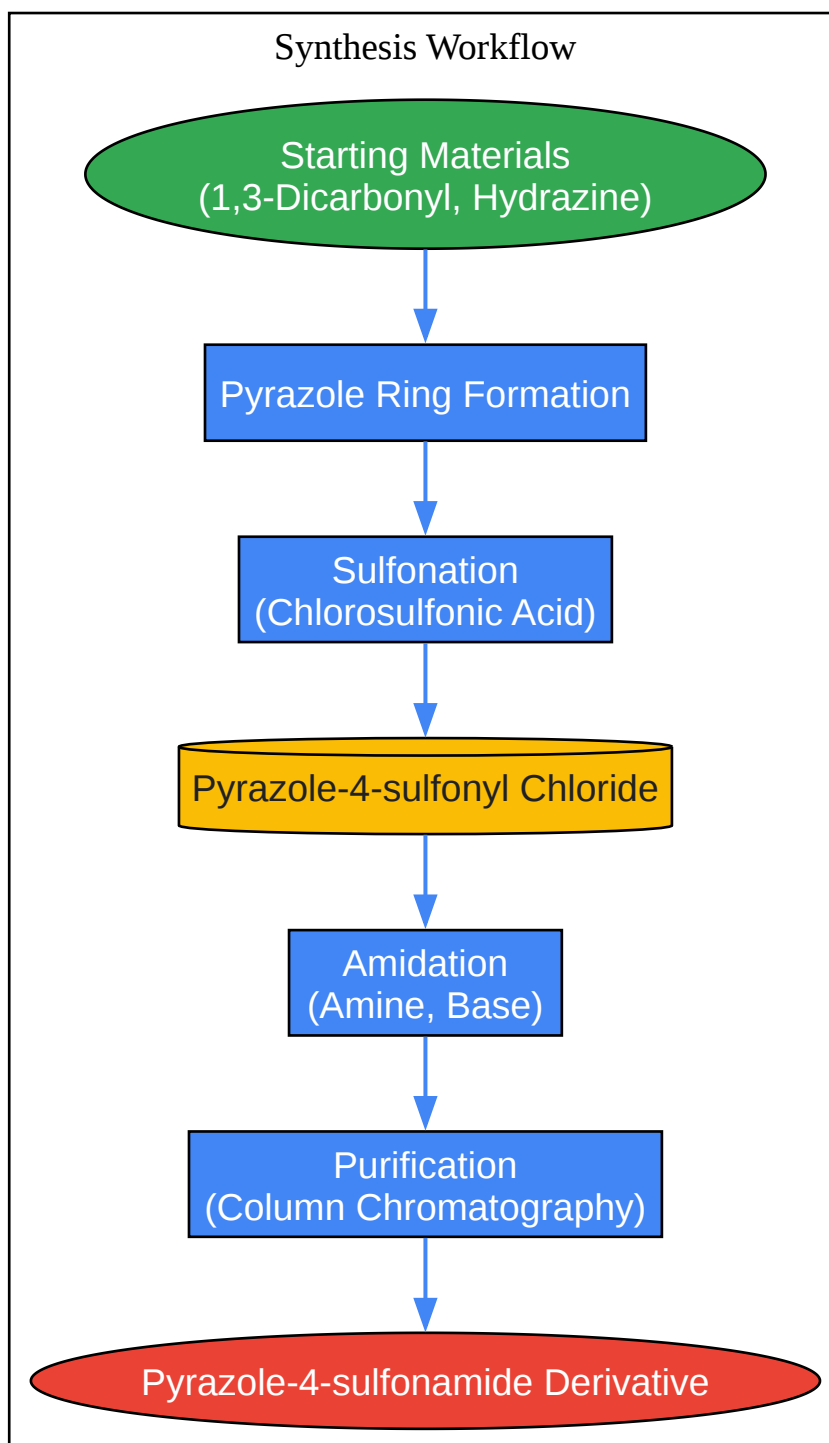 Synthesis Workflow
Starting Materials
(1,3-Dicarbonyl, Hydrazine)
Pyrazole Ring Formation
Sulfonation
(Chlorosulfonic Acid)
Pyrazole-4-sulfonyl Chloride
Amidation
(Amine, Base)
Purification
(Column Chromatography)
Pyrazole-4-sulfonamide Derivative